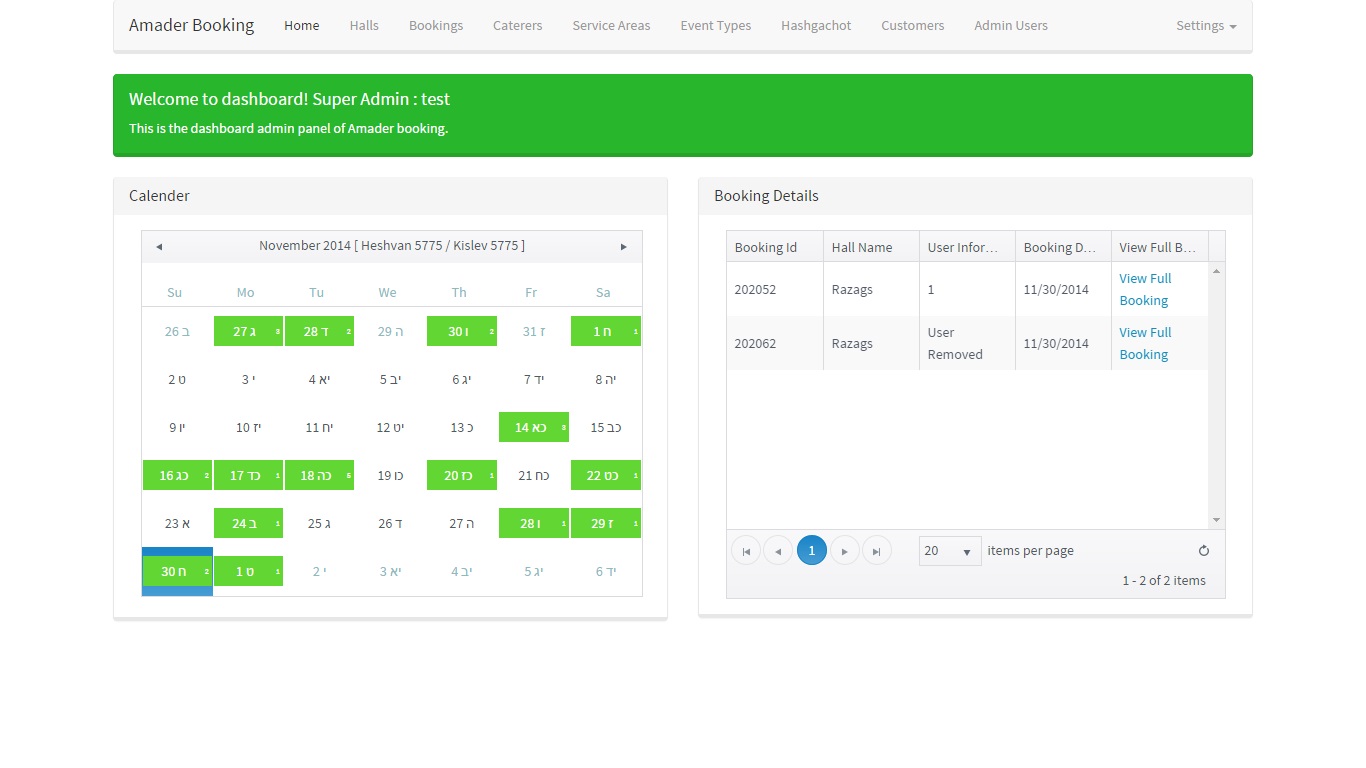 Amader Booking Home Halls Bookings Caterers Service Areas Event Types Hashgachot Customers Admin Users Settings
Welcome to dashboard! Super Admin : test
This is the dashboard admin panel of Amader booking.
Calender
November 2014 [ Heshvan 5775 / Kislev 5775 ]
Su Mo Tu We Th Fr Sa
26 ב 27 ג 3 28 ד 2 29 ה 30 ו 2 31 ז 1 ח 1
2 ט 3 י 4 יא 5 יב 6 יג 7 יד 8 יה
9 יו 10 יז 11 יח 12 יט 13 כ 14 כא 3 15 כב
16 כג 2 17 כד 1 18 כה 5 19 כו 20 כז 1 21 כח 22 כט 1
23 א 24 ב 1 25 ג 26 ד 27 ה 28 ו 1 29 ז 1
30 ח 2 1 ט 1 2 י 3 יא 4 יב 5 יג 6 יד
Booking Details
Booking Id Hall Name User Infor... Booking D... View Full B...
202052 Razags 1 11/30/2014 View Full
Booking
202062 Razags User
Removed 11/30/2014 View Full
Booking
1 20 items per page
1 - 2 of 2 items